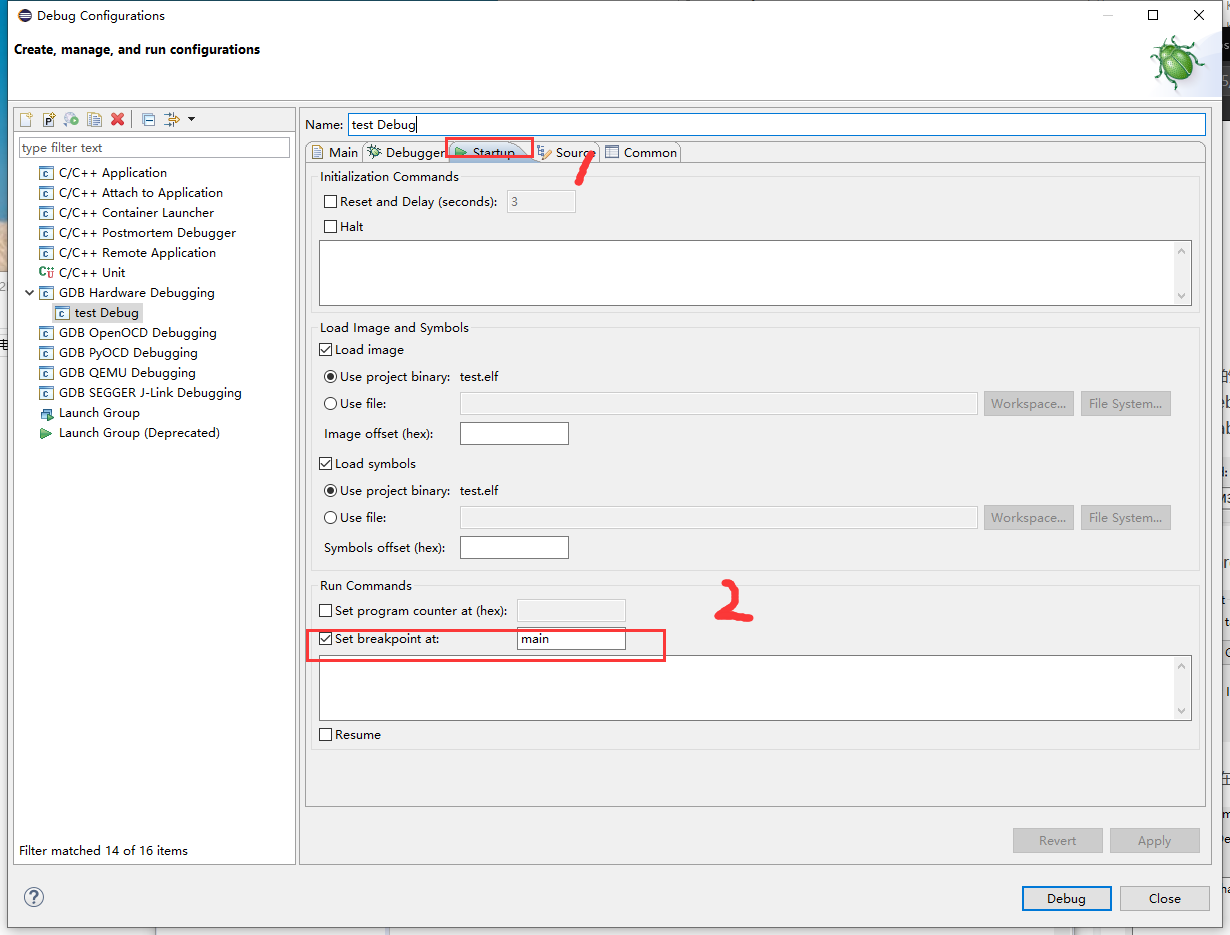 Debug Configurations
Create, manage, and run configurations
type filter text
C/C++ Application
C/C++ Attach to Application
C/C++ Container Launcher
C/C++ Postmortem Debugger
C/C++ Remote Application
C/C++ Unit
GDB Hardware Debugging
test Debug
GDB OpenOCD Debugging
GDB PyOCD Debugging
GDB QEMU Debugging
GDB SEGGER J-Link Debugging
Launch Group
Launch Group (Deprecated)
Filter matched 14 of 16 items
Name: test Debug
Main Debugger Startup Source Common
1
Initialization Commands
Reset and Delay (seconds): 3
Halt
Load Image and Symbols
Load image
Use project binary: test.elf
Use file: Workspace... File System...
Image offset (hex):
Load symbols
Use project binary: test.elf
Use file: Workspace... File System...
Symbols offset (hex):
Run Commands
2
Set program counter at (hex):
Set breakpoint at: main
Resume
Revert Apply
Debug Close